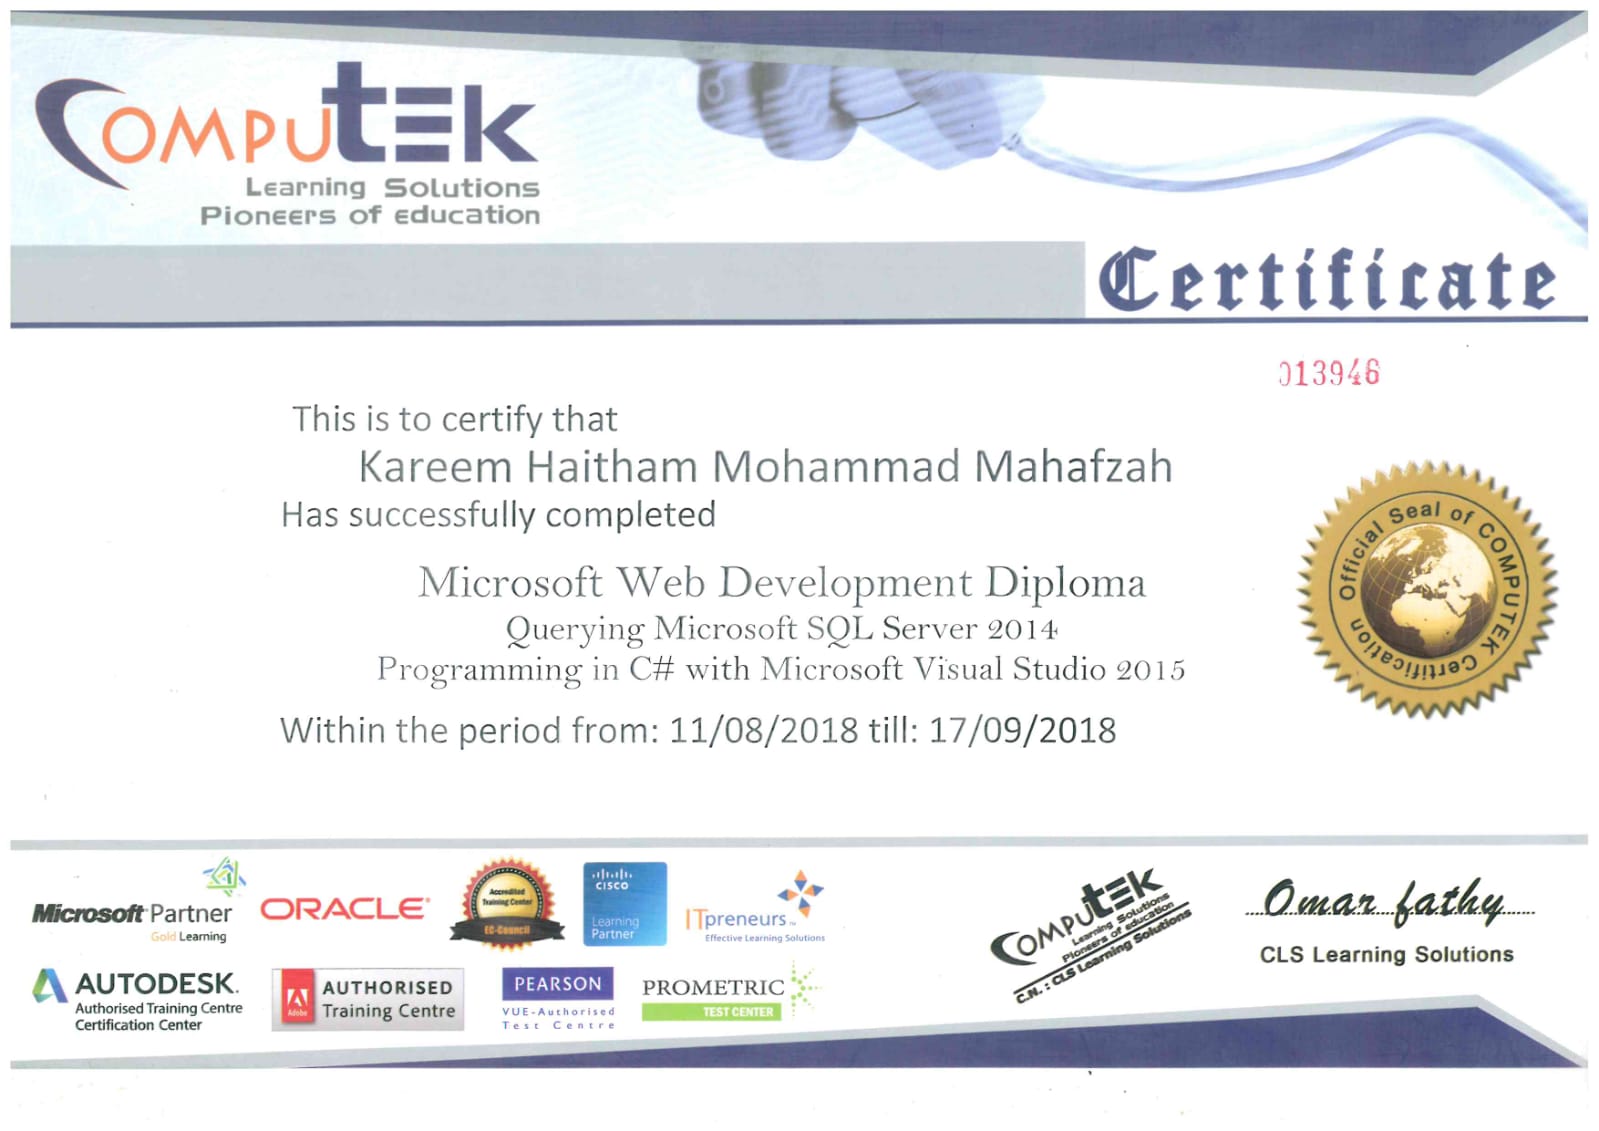 COMPUTEK
Learning Solutions
Pioneers of education
Certificate
013946
This is to certify that
Kareem Haitham Mohammad Mahafzah
Has successfully completed
Microsoft Web Development Diploma
Querying Microsoft SQL Server 2014
Programming in C# with Microsoft Visual Studio 2015
Within the period from: 11/08/2018 till: 17/09/2018
Official Seal of COMPUTEK Certification
Microsoft Partner
Gold Learning
ORACLE
Accredited
Training Center
EC-Council
CISCO
Learning
Partner
ITpreneurs™
Effective Learning Solutions
AUTODESK.
Authorised Training Centre
Certification Center
Adobe
AUTHORISED
Training Centre
PEARSON
VUE-Authorised
Test Centre
PROMETRIC
TEST CENTER
COMPUTEK
Learning Solutions
Pioneers of education
C.N. : CLS Learning Solutions
Omar fathy
CLS Learning Solutions